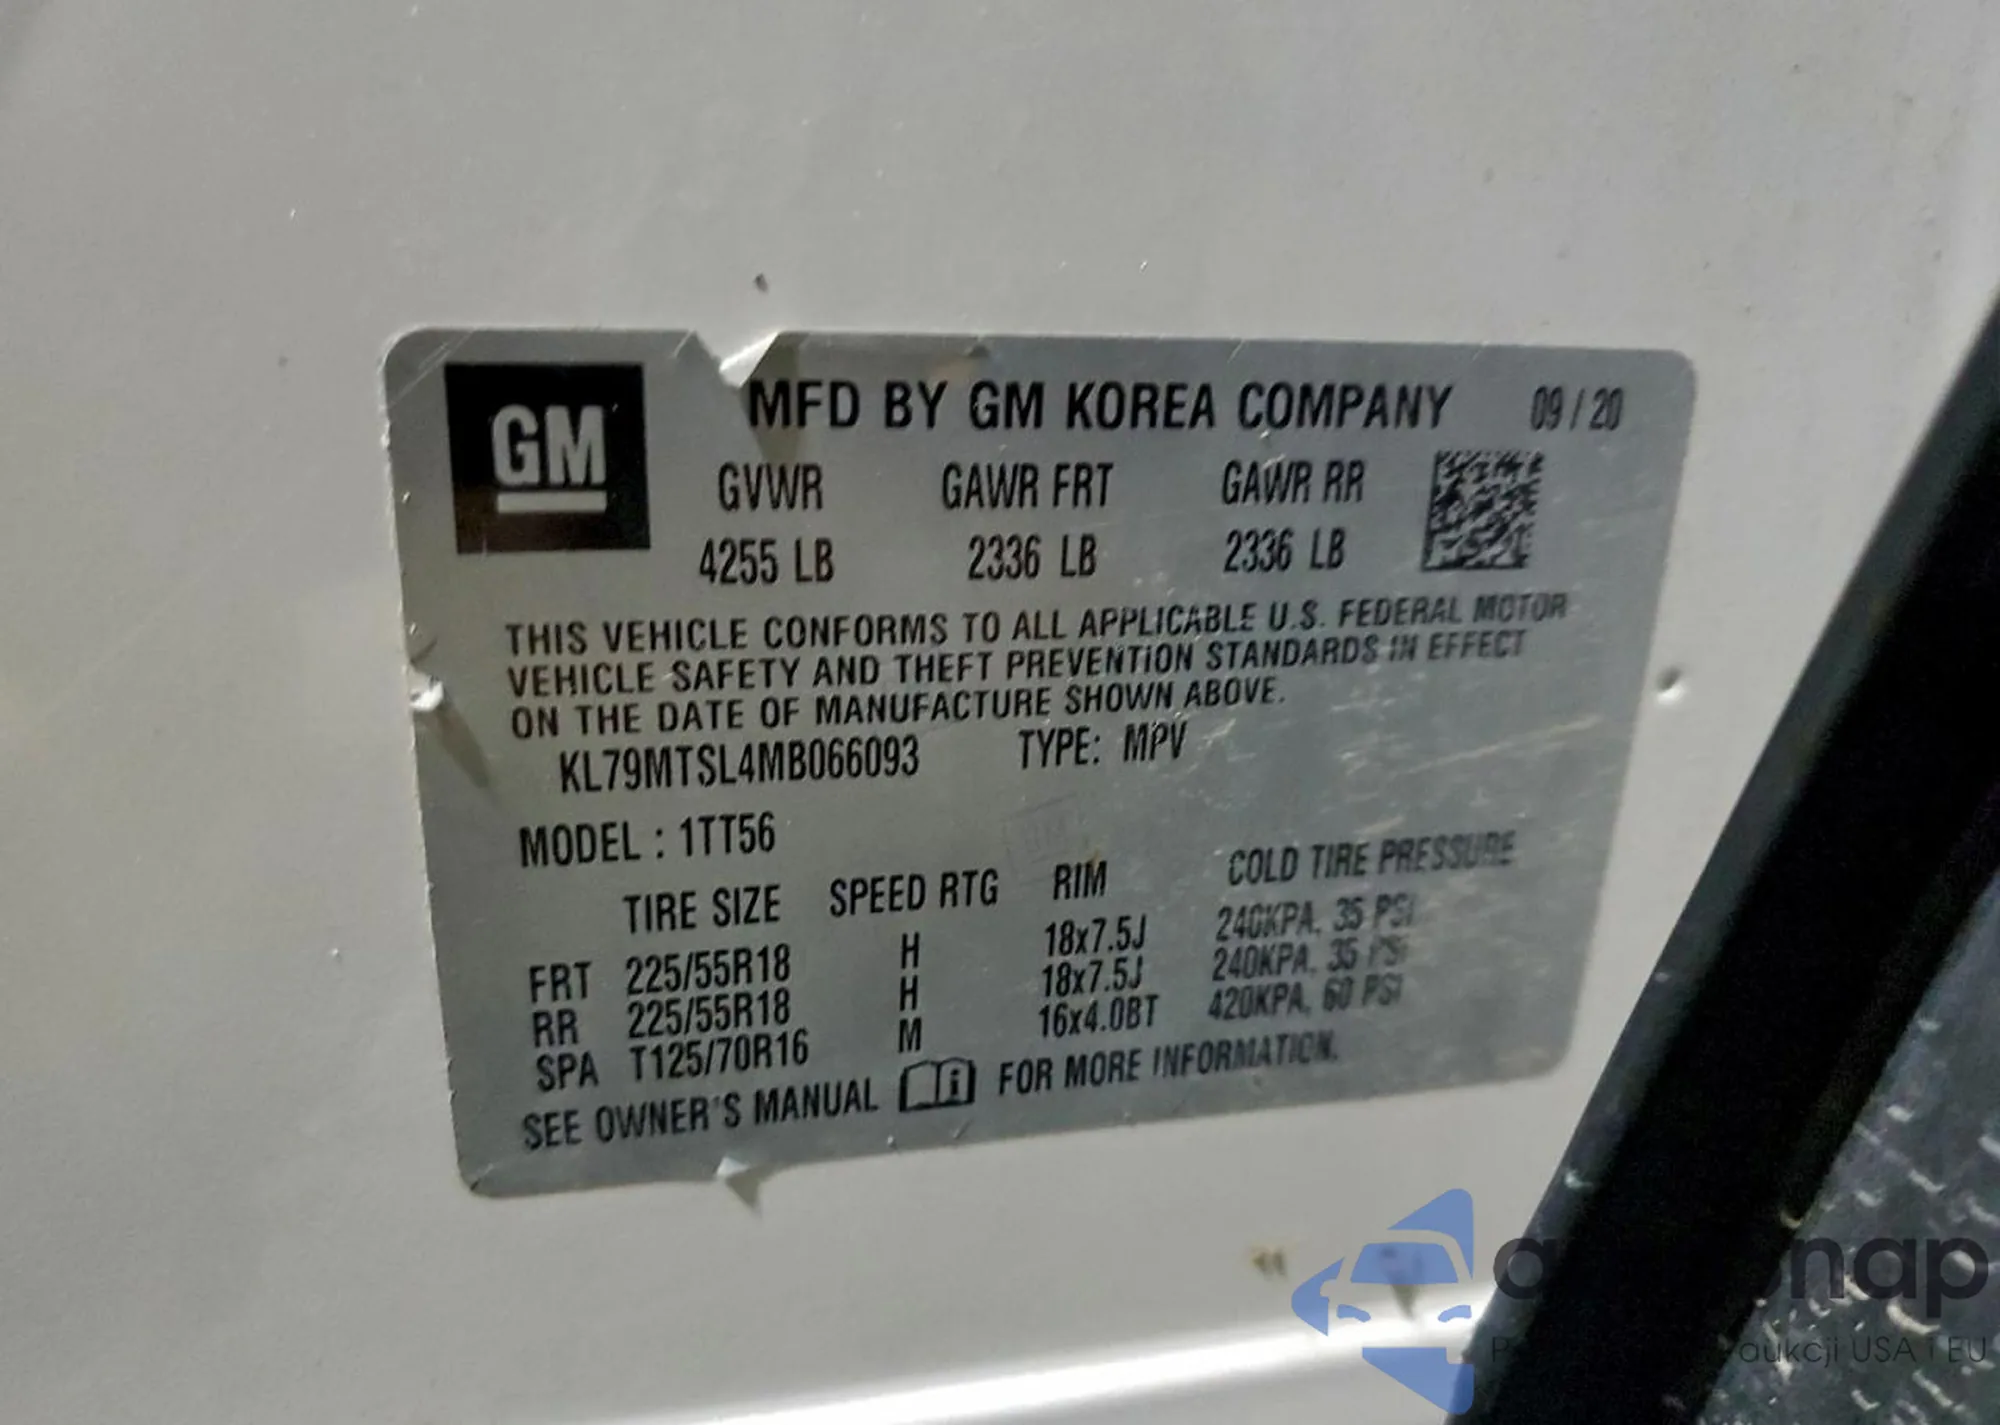 GM
MFD BY GM KOREA COMPANY 09/20
GVWR GAWR FRT GAWR RR
4255 LB 2336 LB 2336 LB
THIS VEHICLE CONFORMS TO ALL APPLICABLE U.S. FEDERAL MOTOR
VEHICLE SAFETY AND THEFT PREVENTION STANDARDS IN EFFECT
ON THE DATE OF MANUFACTURE SHOWN ABOVE.
KL79MTSL4MB066093 TYPE: MPV
MODEL : 1TT56
TIRE SIZE SPEED RTG RIM COLD TIRE PRESSURE
FRT 225/55R18 H 18x7.5J 240KPA, 35 PSI
RR 225/55R18 H 18x7.5J 240KPA, 35 PSI
SPA T125/70R16 M 16x4.0BT 420KPA, 60 PSI
SEE OWNER'S MANUAL FOR MORE INFORMATION.
aukcji USA i EU